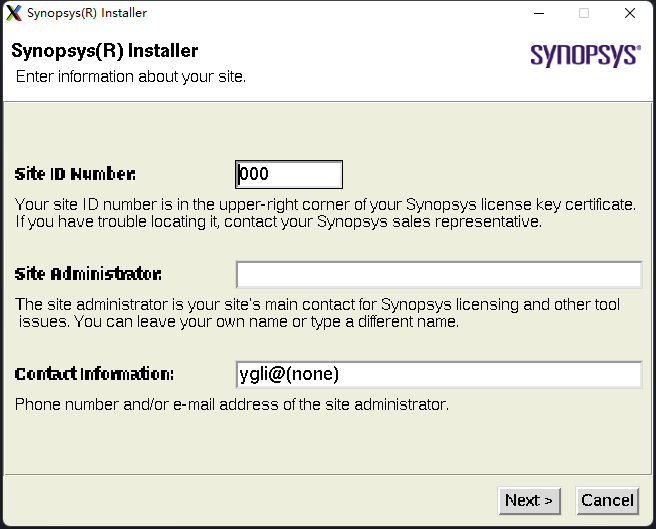 Synopsys(R) Installer
Synopsys(R) Installer
SYNOPSYS®
Enter information about your site.
Site ID Number:
000
Your site ID number is in the upper-right corner of your Synopsys license key certificate.
If you have trouble locating it, contact your Synopsys sales representative.
Site Administrator:
The site administrator is your site's main contact for Synopsys licensing and other tool
issues. You can leave your own name or type a different name.
Contact Information:
ygli@(none)
Phone number and/or e-mail address of the site administrator.
Next >
Cancel